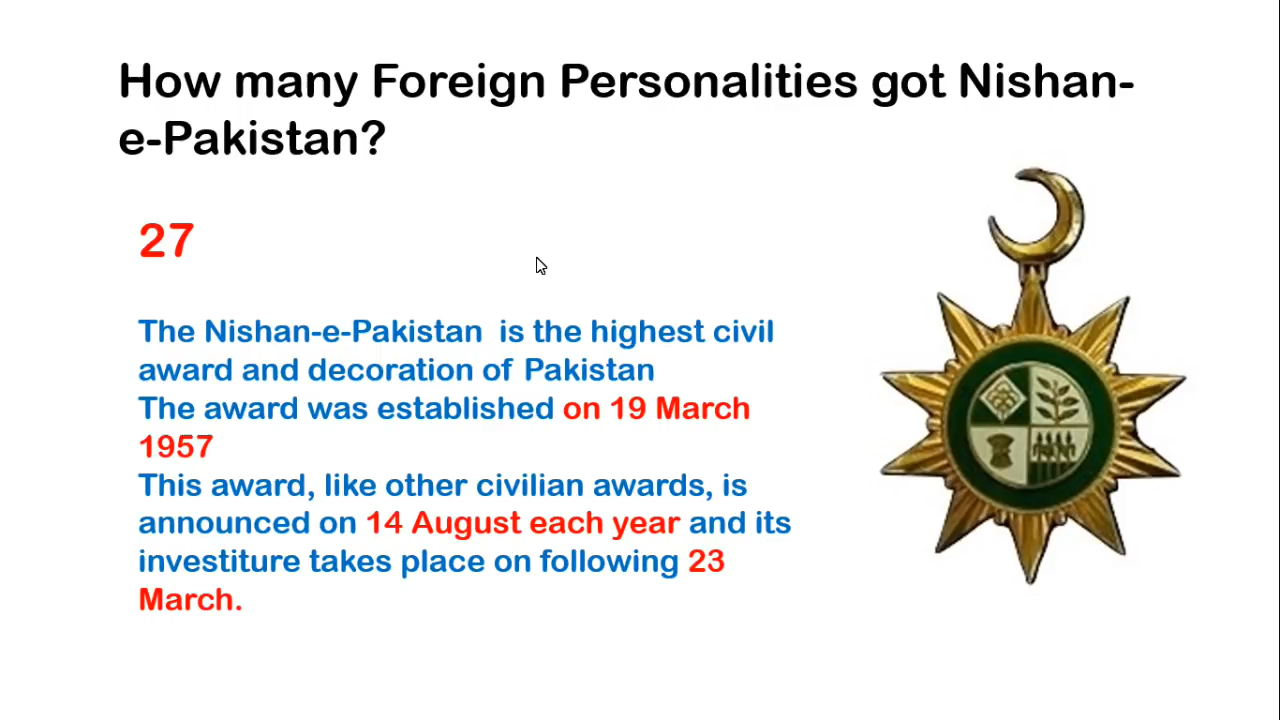 How many Foreign Personalities got Nishan-
e-Pakistan?
27
The Nishan-e-Pakistan is the highest civil
award and decoration of Pakistan
The award was established on 19 March
1957
This award, like other civilian awards, is
announced on 14 August each year and its
investiture takes place on following 23
March.